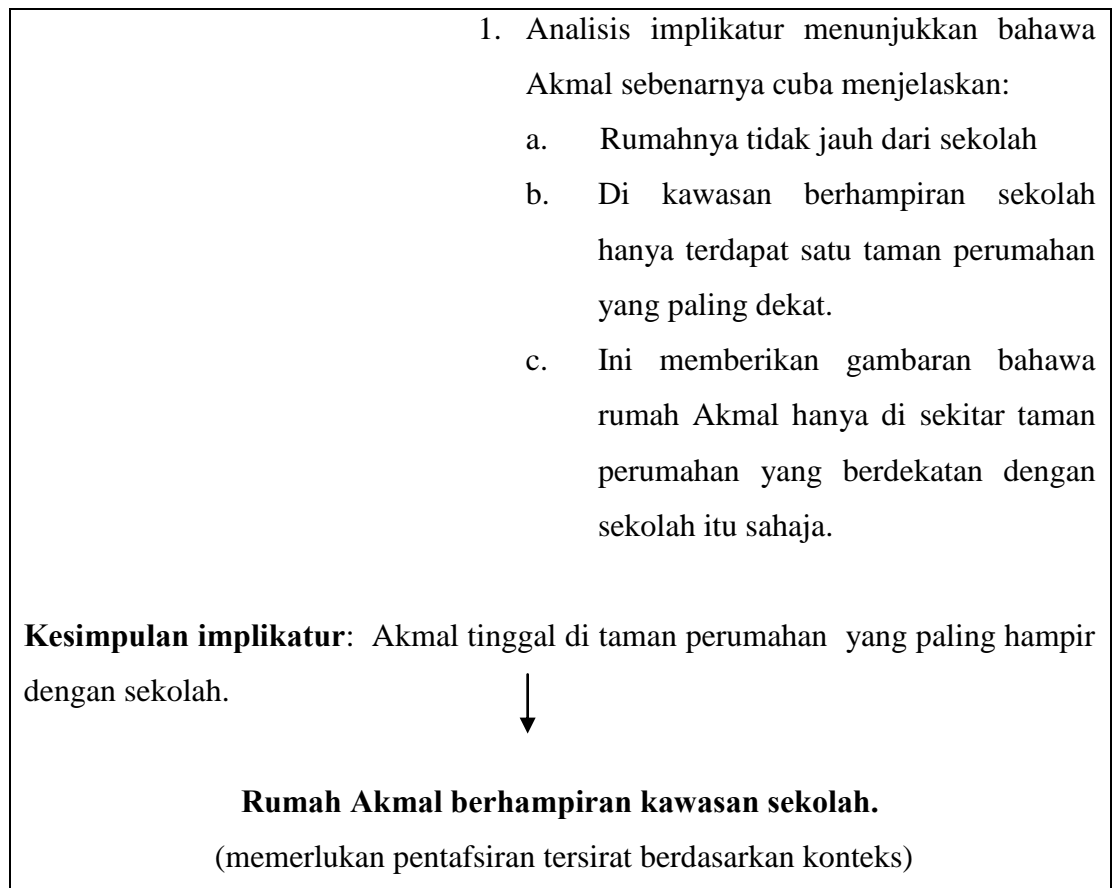 1. Analisis implikatur menunjukkan bahawa
Akmal sebenarnya cuba menjelaskan:
a. Rumahnya tidak jauh dari sekolah
b. Di kawasan berhampiran sekolah
hanya terdapat satu taman perumahan
yang paling dekat.
c. Ini memberikan gambaran bahawa
rumah Akmal hanya di sekitar taman
perumahan yang berdekatan dengan
sekolah itu sahaja.
Kesimpulan implikatur: Akmal tinggal di taman perumahan yang paling hampir
dengan sekolah.
Rumah Akmal berhampiran kawasan sekolah.
(memerlukan pentafsiran tersirat berdasarkan konteks)